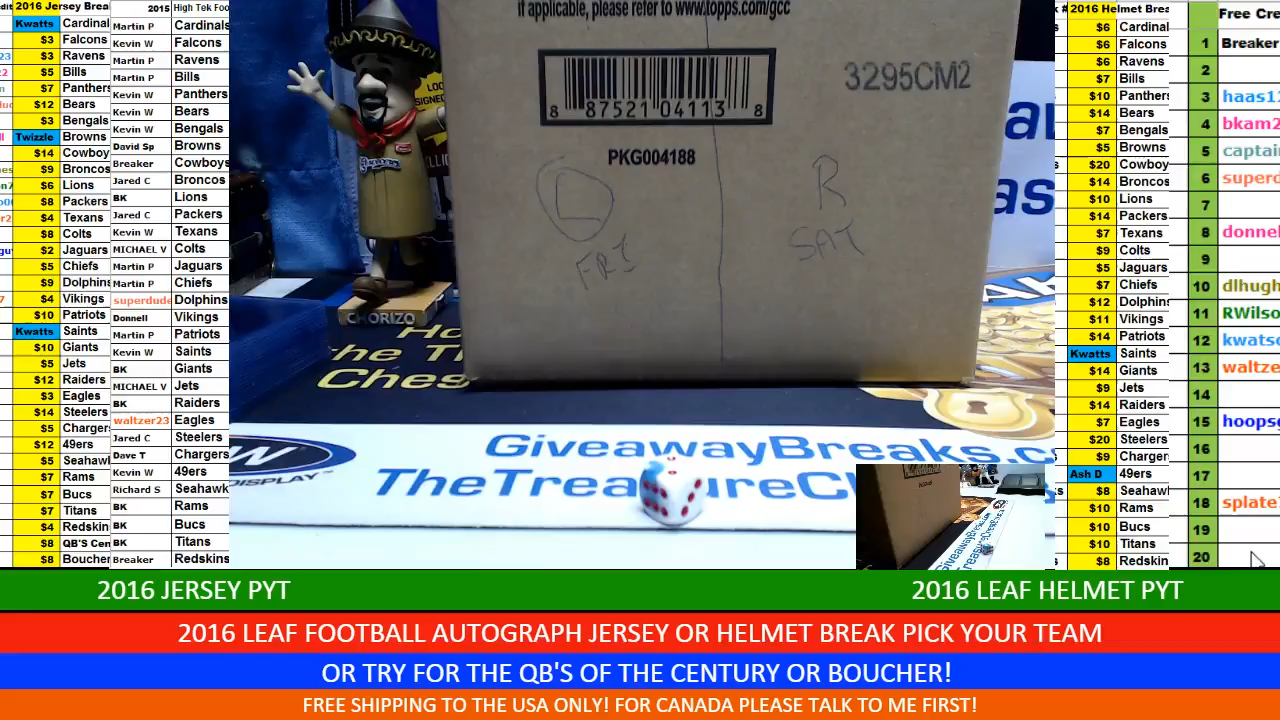 2016 Jersey Brea
Kwatts Cardinal
$3 Falcons
$3 Ravens
$5 Bills
$7 Panthers
$12 Bears
$3 Bengals
Twizzle Browns
$14 Cowboy
$9 Broncos
$6 Lions
$8 Packers
$4 Texans
$8 Colts
$2 Jaguars
$5 Chiefs
$9 Dolphins
$4 Vikings
$10 Patriots
Kwatts Saints
$10 Giants
$5 Jets
$12 Raiders
$3 Eagles
$14 Steelers
$5 Chargers
$12 49ers
$5 Seahawl
$7 Rams
$7 Bucs
$7 Titans
$4 Redskins
$8 QB'S Cen
$8 Boucher
2015 High Tek Foo
Martin P Cardinals
Kevin W Falcons
Martin P Ravens
Martin P Bills
Kevin W Panthers
Kevin W Bears
Kevin W Bengals
David Sp Browns
Breaker Cowboys
Jared C Broncos
BK Lions
Jared C Packers
Kevin W Texans
MICHAEL V Colts
Martin P Jaguars
Martin P Chiefs
superdude Dolphins
Donnell Vikings
Martin P Patriots
Kevin W Saints
BK Giants
MICHAEL V Jets
BK Raiders
waltzer23 Eagles
Jared C Steelers
Dave T Chargers
Kevin W 49ers
Richard S Seahawk
BK Rams
BK Bucs
BK Titans
Breaker Redskins
if applicable, please refer to www.topps.com/gcc
8 87521 04113 8
3295CM2
PKG004188
L
FRI
R
SAT
CHORIZO
GiveawayBreaks.c
DISPLAY
# 2016 Helmet Brea
$6 Cardinal
$6 Falcons
$6 Ravens
$7 Bills
$10 Panthers
$14 Bears
$7 Bengals
$5 Browns
$20 Cowboy
$14 Broncos
$10 Lions
$14 Packers
$7 Texans
$9 Colts
$5 Jaguars
$7 Chiefs
$12 Dolphins
$11 Vikings
$14 Patriots
Kwatts Saints
$14 Giants
$9 Jets
$14 Raiders
$7 Eagles
$20 Steelers
$9 Chargers
Ash D 49ers
$8 Seahawl
$10 Rams
$10 Bucs
$10 Titans
$8 Redskin
Free Cre
1 Breaker
2
3 haas12
4 bkam2
5 captain
6 superd
7
8 donnel
9
10 dlhugh
11 RWilso
12 kwatso
13 waltze
14
15 hoopsg
16
17
18 splate
19
20
2016 JERSEY PYT
2016 LEAF HELMET PYT
2016 LEAF FOOTBALL AUTOGRAPH JERSEY OR HELMET BREAK PICK YOUR TEAM
OR TRY FOR THE QB'S OF THE CENTURY OR BOUCHER!
FREE SHIPPING TO THE USA ONLY! FOR CANADA PLEASE TALK TO ME FIRST!